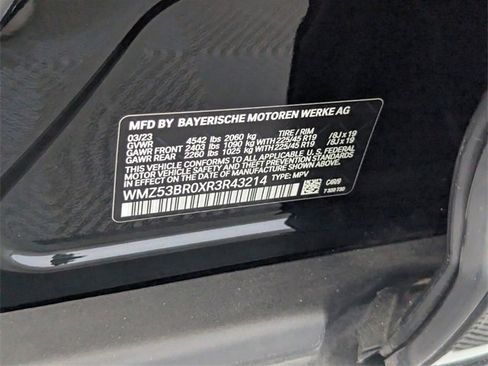 MFD BY BAYERISCHE MOTOREN WERKE AG
03/23 TIRE / RIM
GVWR 4542 lbs 2060 kg
GAWR FRONT 2403 lbs 1090 kg WITH 225/45 R19 / 8J x 19
GAWR REAR 2260 lbs 1025 kg WITH 225/45 R19 / 8J x 19
THIS VEHICLE CONFORMS TO ALL APPLICABLE U.S. FEDERAL
MOTOR VEHICLE SAFETY, BUMPER, AND THEFT PREVENTION
STANDARDS IN EFFECT ON THE DATE OF MANUFACTURE SHOWN ABOVE.
WMZ53BR0XR3R43214 TYPE: MPV